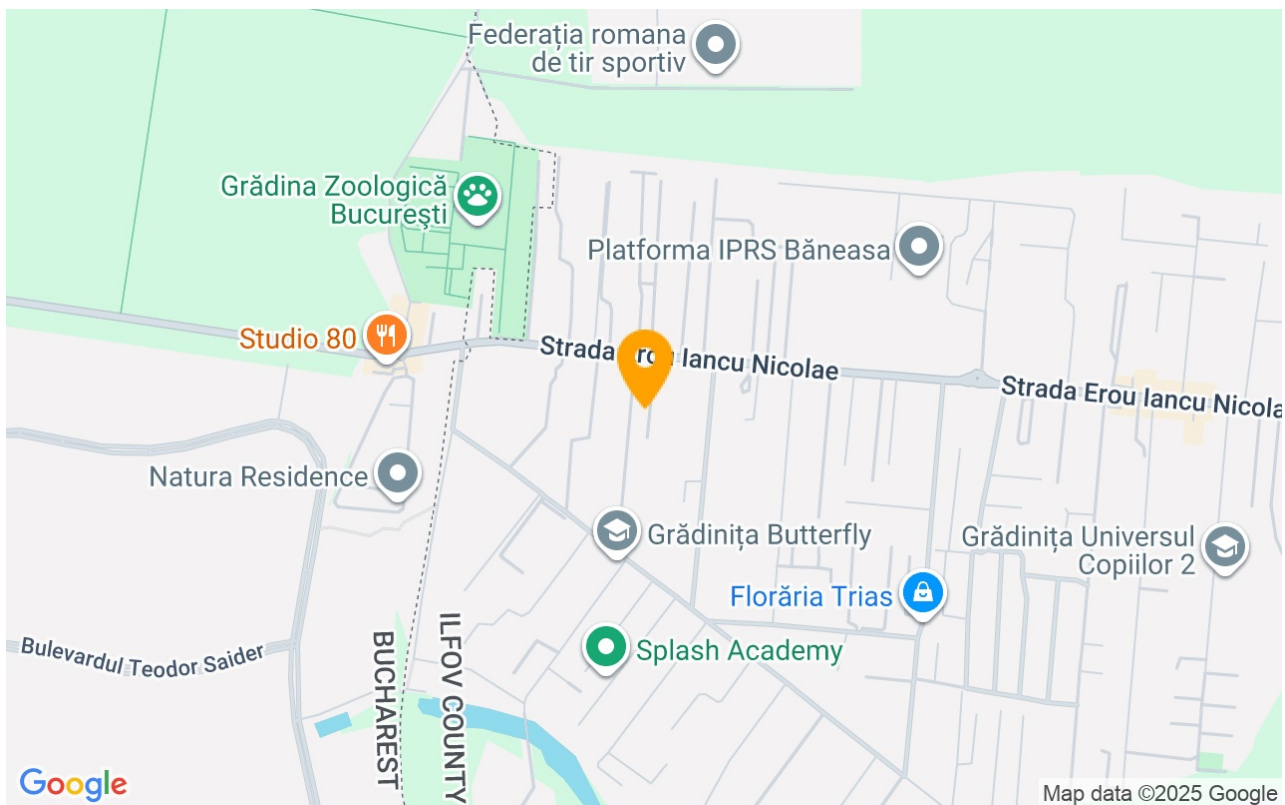 Federația romana
de tir sportiv
Grădina Zoologică
București
Platforma IPRS Băneasa
Studio 80
Strada Erou Iancu Nicolae
Strada Erou Iancu Nicola
Natura Residence
Grădinița Butterfly
Grădinița Universul
Copiilor 2
Florăria Trias
Splash Academy
Bulevardul Teodor Saider
BUCHAREST
ILFOV COUNTY
Google
Map data ©2025 Google